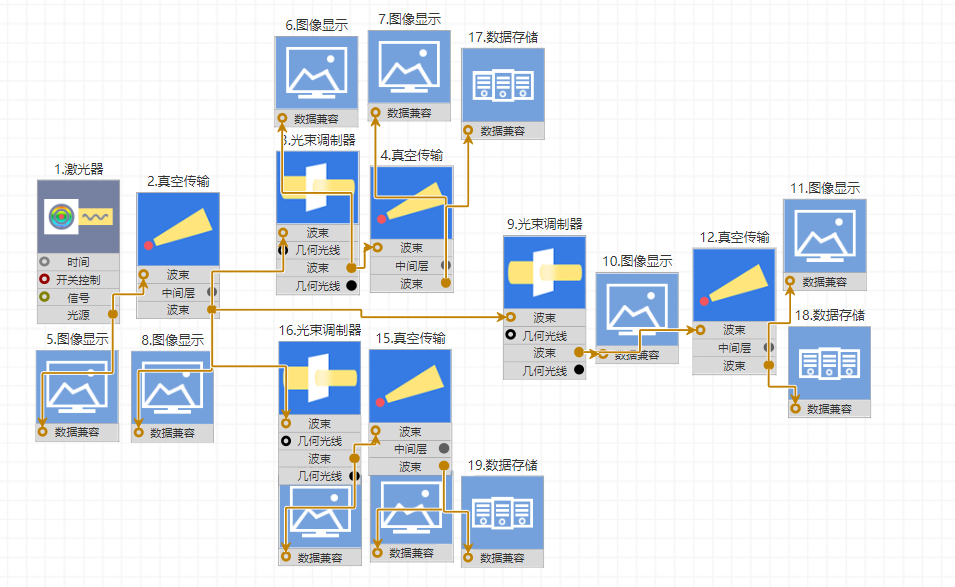 6.图像显示
数据兼容
7.图像显示
数据兼容
17.数据存储
数据兼容
1.激光器
时间
开关控制
信号
光源
2.真空传输
波束
中间层
波束
3.光束调制器
波束
几何光线
波束
几何光线
4.真空传输
波束
中间层
波束
5.图像显示
数据兼容
8.图像显示
数据兼容
16.光束调制器
波束
几何光线
波束
几何光线
数据兼容
15.真空传输
波束
中间层
波束
数据兼容
19.数据存储
数据兼容
9.光束调制器
波束
几何光线
波束
几何光线
10.图像显示
数据兼容
12.真空传输
波束
中间层
波束
11.图像显示
数据兼容
18.数据存储
数据兼容